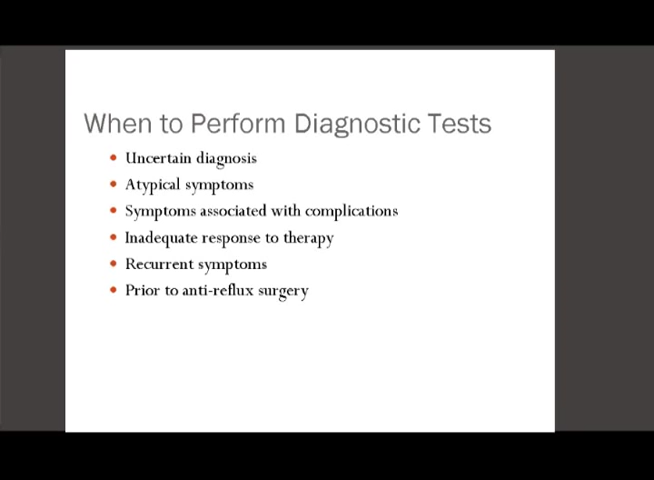 When to Perform Diagnostic Tests
• Uncertain diagnosis
• Atypical symptoms
• Symptoms associated with complications
• Inadequate response to therapy
• Recurrent symptoms
• Prior to anti-reflux surgery